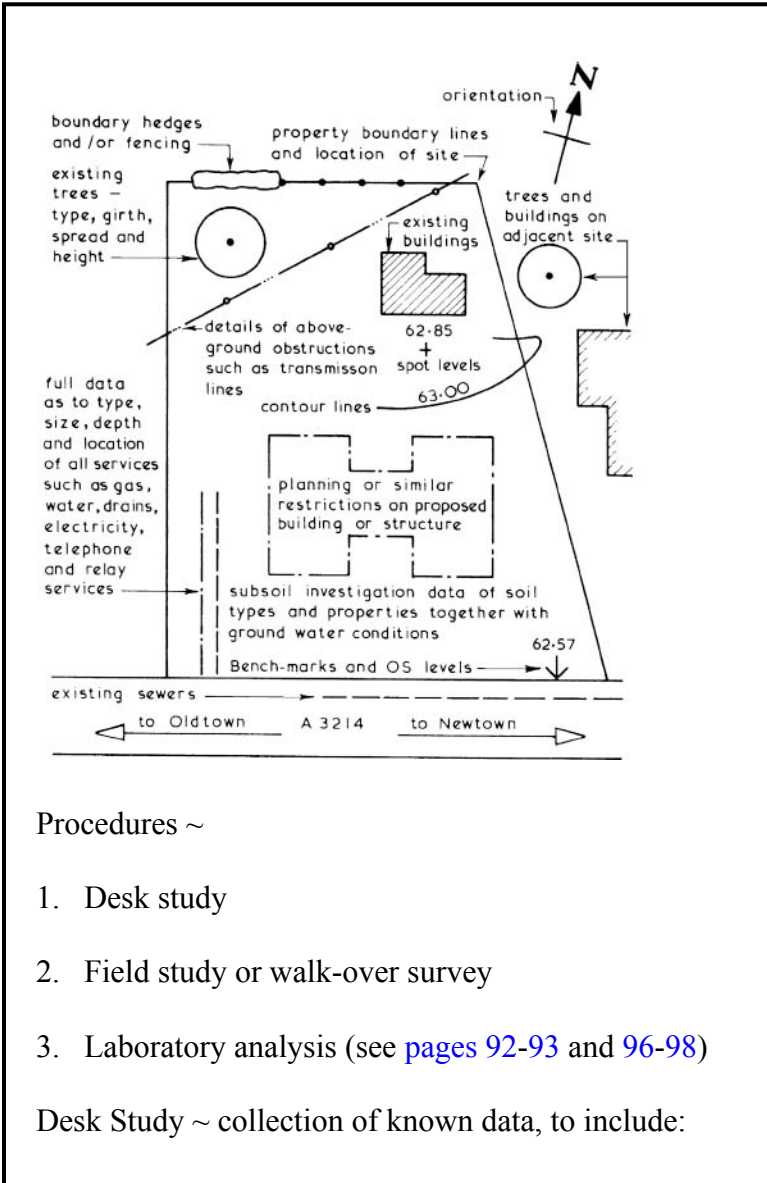 N
orientation
boundary hedges
and/or fencing
property boundary lines
and location of site
existing
trees –
type, girth,
spread and
height
trees and
buildings on
adjacent site
existing
buildings
details of above-
ground obstructions
such as transmisson
lines
62·85
+
spot levels
63·00
contour lines
full data
as to type,
size, depth
and location
of all services
such as gas,
water, drains,
electricity,
telephone
and relay
services
planning or similar
restrictions on proposed
building or structure
subsoil investigation data of soil
types and properties together with
ground water conditions
62·57
Bench-marks and OS levels
existing sewers
to Oldtown A 3214 to Newtown
Procedures ~
1. Desk study
2. Field study or walk-over survey
3. Laboratory analysis (see pages 92-93 and 96-98)
Desk Study ~ collection of known data, to include: